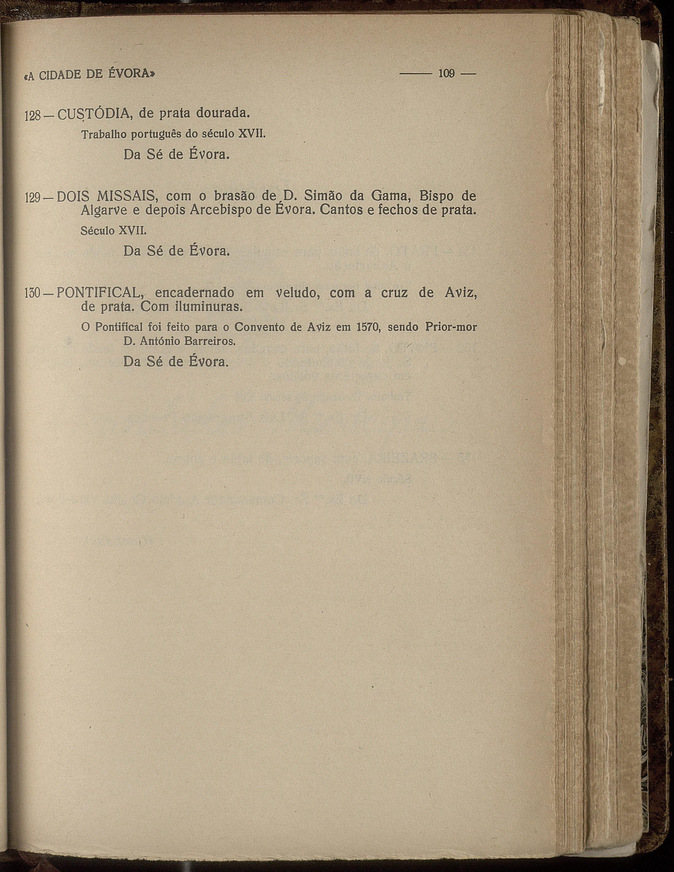 «A CIDADE DE ÉVORA» —— 109 —
128 — CUSTÓDIA, de prata dourada.
Trabalho português do século XVII.
Da Sé de Évora.
129 — DOIS MISSAIS, com o brasão de D. Simão da Gama, Bispo de
Algarve e depois Arcebispo de Évora. Cantos e fechos de prata.
Século XVII.
Da Sé de Évora.
130 — PONTIFICAL, encadernado em veludo, com a cruz de Aviz,
de prata. Com iluminuras.
O Pontifical foi feito para o Convento de Aviz em 1570, sendo Prior-mor
D. António Barreiros.
Da Sé de Évora.